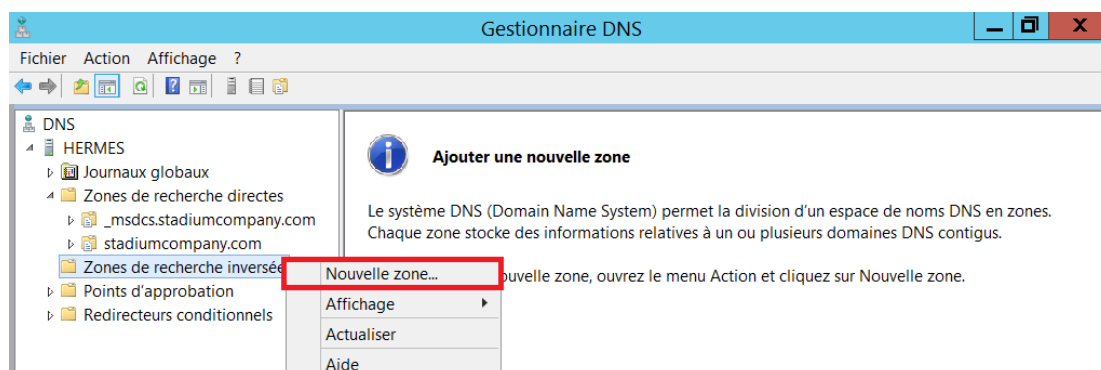 Gestionnaire DNS
Fichier Action Affichage ?
DNS
HERMES
Journaux globaux
Zones de recherche directes
_msdcs.stadiumcompany.com
stadiumcompany.com
Zones de recherche inversée
Points d'approbation
Redirecteurs conditionnels
Nouvelle zone...
Affichage
Actualiser
Aide
Ajouter une nouvelle zone
Le système DNS (Domain Name System) permet la division d'un espace de noms DNS en zones.
Chaque zone stocke des informations relatives à un ou plusieurs domaines DNS contigus.
ouvelle zone, ouvrez le menu Action et cliquez sur Nouvelle zone.